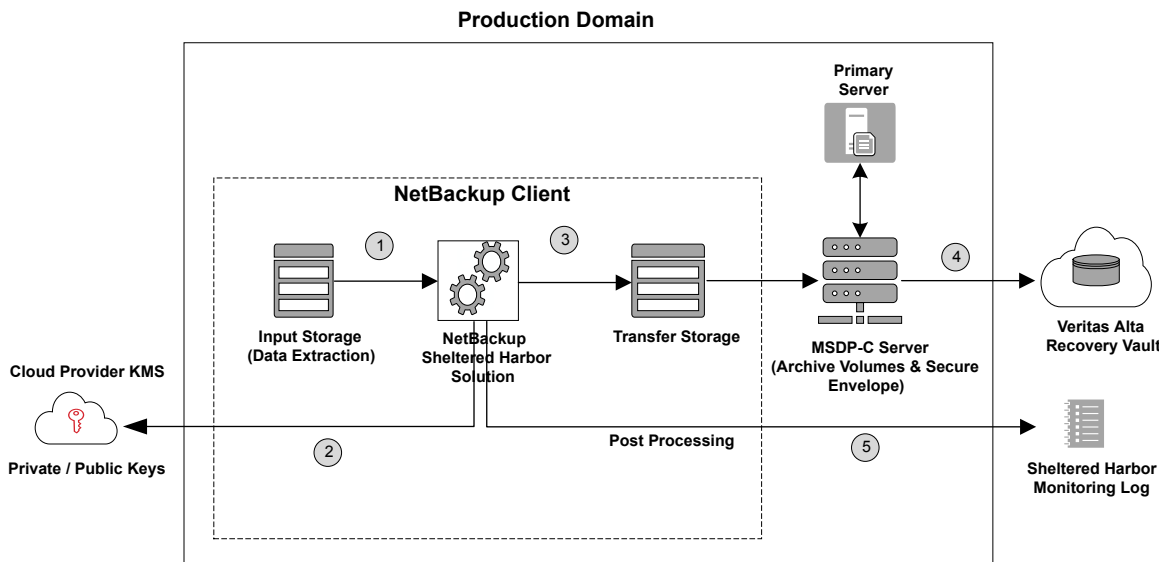 Production Domain
Primary
Server
NetBackup Client
1
3
4
Input Storage
(Data Extraction)
NetBackup
Sheltered Harbor
Solution
Transfer Storage
MSDP-C Server
(Archive Volumes & Secure
Envelope)
Veritas Alta
Recovery Vault
Cloud Provider KMS
Private / Public Keys
2
Post Processing
5
Sheltered Harbor
Monitoring Log